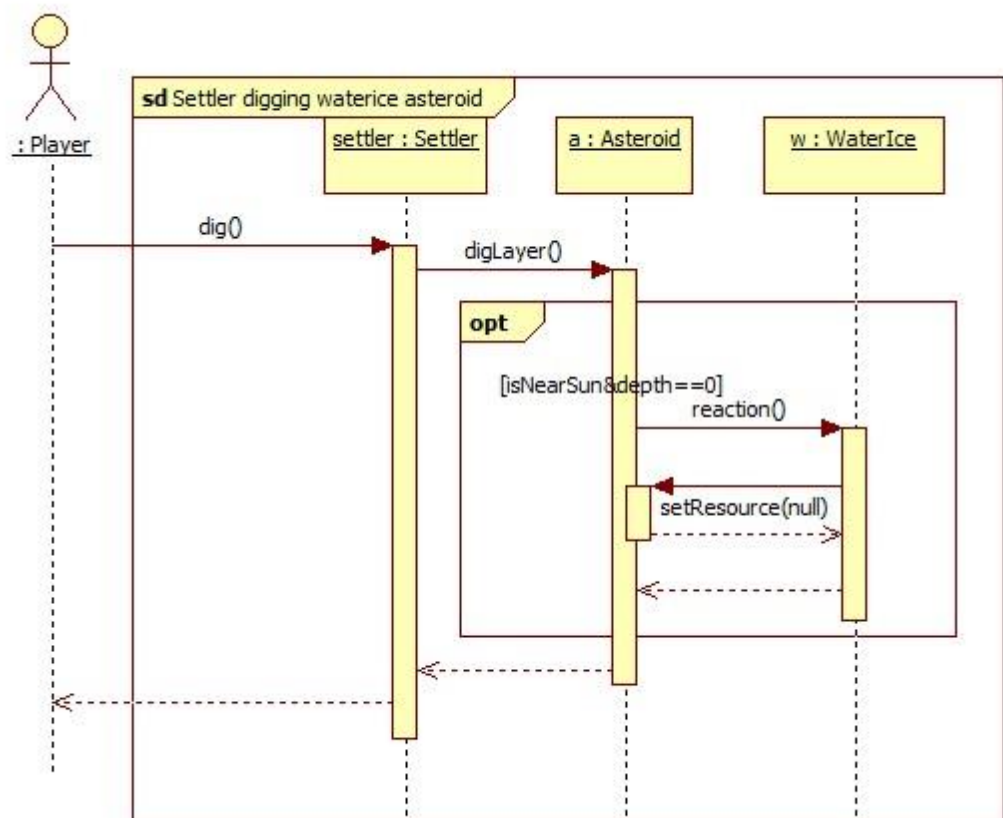 : Player
sd Settler digging waterice asteroid
settler : Settler
a : Asteroid
w : WaterIce
dig()
digLayer()
opt
[isNearSun&depth==0]
reaction()
setResource(null)